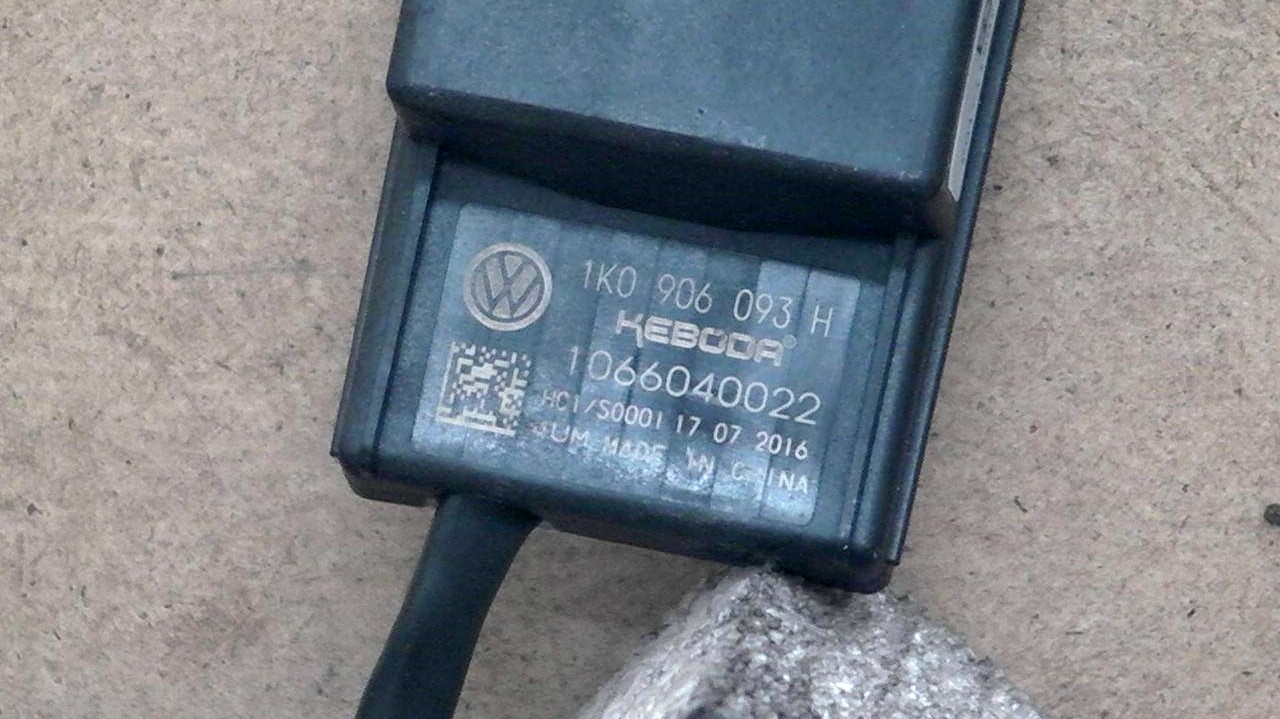 1K0 906 093 H
KEBODA®
1066040022
HC1/S0001 17 07 2016
MADE IN CHINA